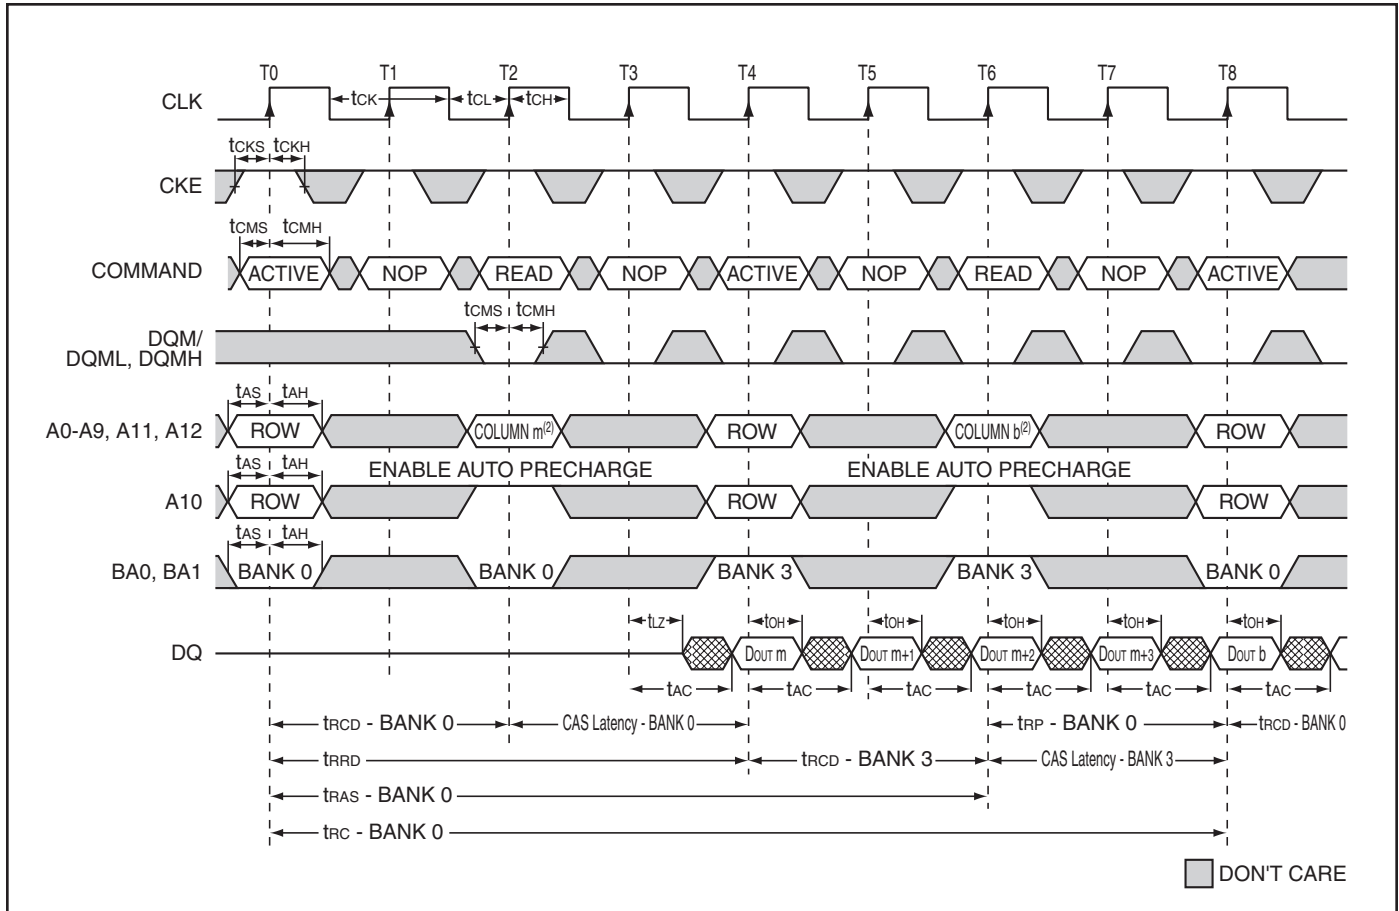 T0 T1 T2 T3 T4 T5 T6 T7 T8
CLK tCK tCL tCH
tCKS tCKH
CKE
tCMS tCMH
COMMAND ACTIVE NOP READ NOP ACTIVE NOP READ NOP ACTIVE
tCMS tCMH
DQM/
DQML, DQMH
tAS tAH
A0-A9, A11, A12 ROW COLUMN m(2) ROW COLUMN b(2) ROW
tAS tAH ENABLE AUTO PRECHARGE ENABLE AUTO PRECHARGE
A10 ROW ROW ROW
tAS tAH
BA0, BA1 BANK 0 BANK 0 BANK 3 BANK 3 BANK 0
tLZ tOH tOH tOH tOH tOH
DQ DOUT m DOUT m+1 DOUT m+2 DOUT m+3 DOUT b
tAC tAC tAC tAC tAC tAC
tRCD - BANK 0 CAS Latency - BANK 0 tRP - BANK 0 tRCD - BANK 0
tRRD tRCD - BANK 3 CAS Latency - BANK 3
tRAS - BANK 0
tRC - BANK 0
DON'T CARE